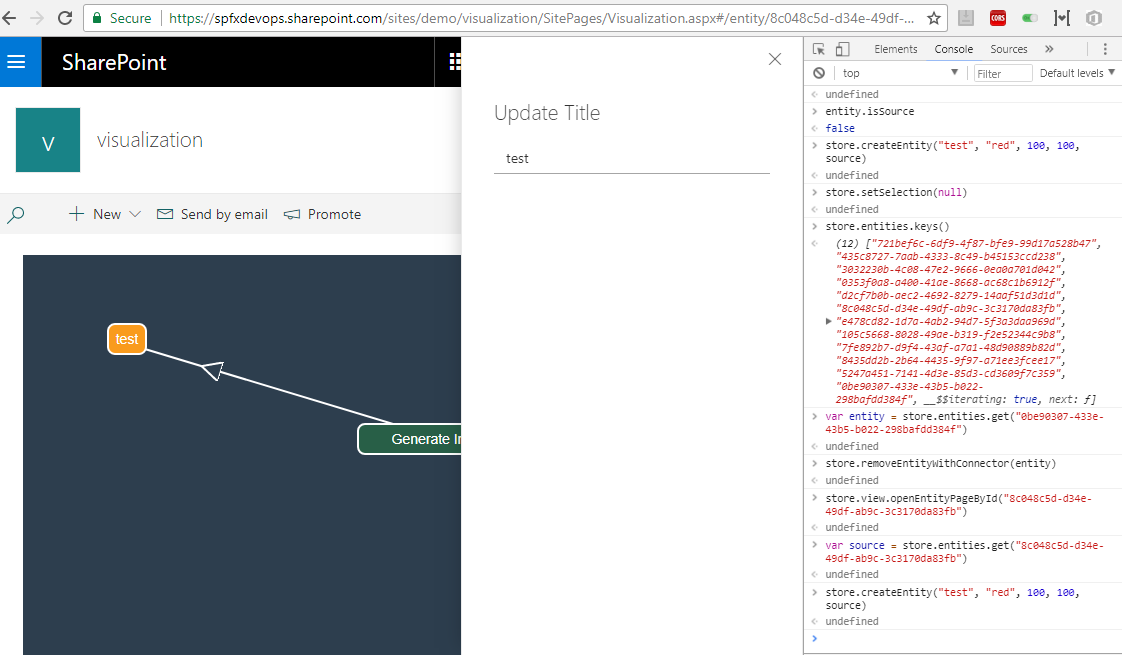 Secure https://spfxdevops.sharepoint.com/sites/demo/visualization/SitePages/Visualization.aspx#/entity/8c048c5d-d34e-49df-...
CORS
SharePoint
V
visualization
New
Send by email
Promote
test
Generate In
Update Title
test
Elements Console Sources »
top Filter Default levels
undefined
entity.isSource
false
store.createEntity("test", "red", 100, 100,
source)
undefined
store.setSelection(null)
undefined
store.entities.keys()
(12) ["721bef6c-6df9-4f87-bfe9-99d17a528b47",
"435c8727-7aab-4333-8c49-b45153ccd238",
"3032230b-4c08-47e2-9666-0ea0a701d042",
"0353f0a8-a400-41ae-8668-ac68c1b6912f",
"d2cf7b0b-aec2-4692-8279-14aaf51d3d1d",
"8c048c5d-d34e-49df-ab9c-3c3170da83fb",
"e478cd82-1d7a-4ab2-94d7-5f3a3daa969d",
"105c5668-8028-49ae-b319-f2e52344c9b8",
"7fe892b7-d9f4-43af-a7a1-48d90889b82d",
"8435dd2b-2b64-4435-9f97-a71ee3fcee17",
"5247a451-7141-4d3e-85d3-cd3609f7c359",
"0be90307-433e-43b5-b022-
298bafdd384f", __$$iterating: true, next: ƒ]
var entity = store.entities.get("0be90307-433e-
43b5-b022-298bafdd384f")
undefined
store.removeEntityWithConnector(entity)
undefined
store.view.openEntityPageById("8c048c5d-d34e-
49df-ab9c-3c3170da83fb")
undefined
var source = store.entities.get("8c048c5d-d34e-
49df-ab9c-3c3170da83fb")
undefined
store.createEntity("test", "red", 100, 100,
source)
undefined